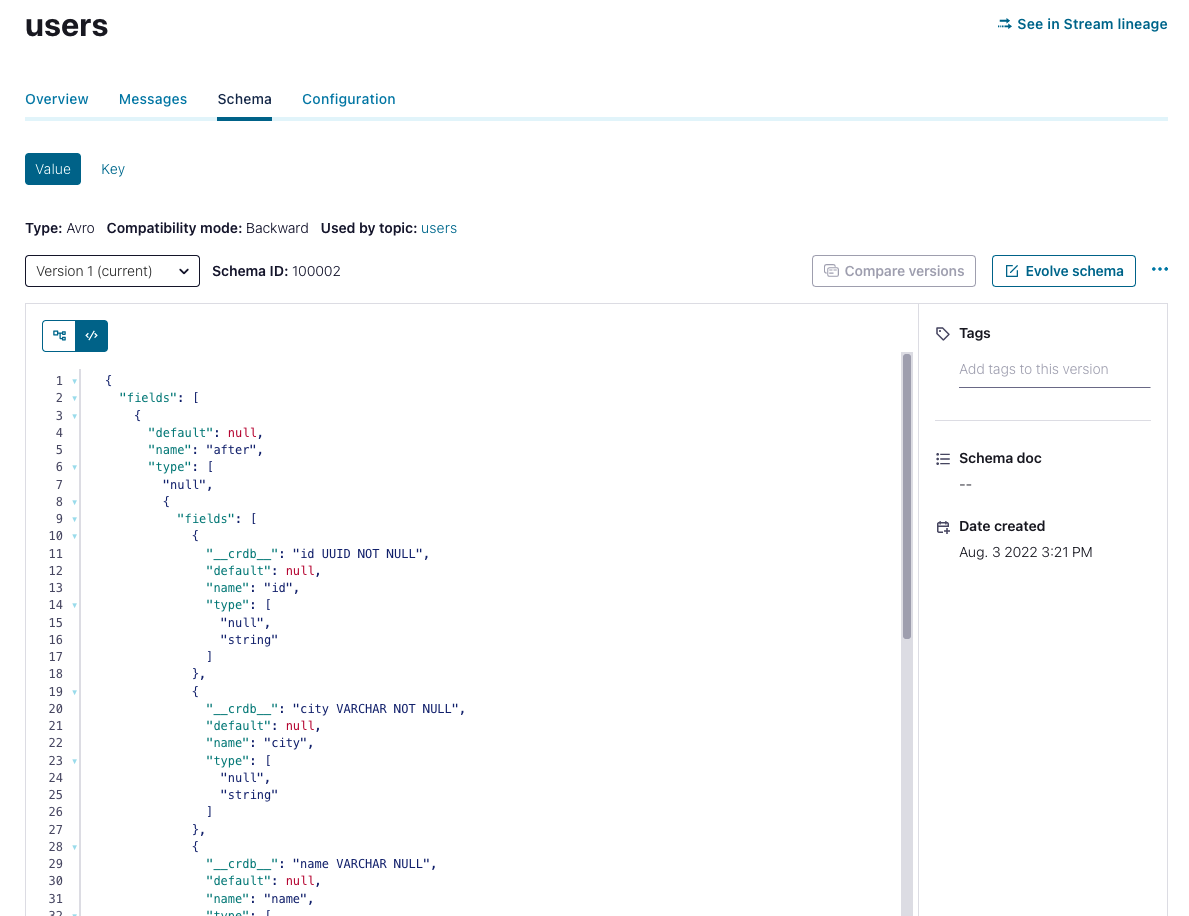 users
See in Stream lineage
Overview Messages Schema Configuration
Value Key
Type: Avro Compatibility mode: Backward Used by topic: users
Version 1 (current) Schema ID: 100002 Compare versions Evolve schema
1 {
2 "fields": [
3 {
4 "default": null,
5 "name": "after",
6 "type": [
7 "null",
8 {
9 "fields": [
10 {
11 "__crdb__": "id UUID NOT NULL",
12 "default": null,
13 "name": "id",
14 "type": [
15 "null",
16 "string"
17 ]
18 },
19 {
20 "__crdb__": "city VARCHAR NOT NULL",
21 "default": null,
22 "name": "city",
23 "type": [
24 "null",
25 "string"
26 ]
27 },
28 {
29 "__crdb__": "name VARCHAR NULL",
30 "default": null,
31 "name": "name",
32 "type": [
Tags
Add tags to this version
Schema doc
--
Date created
Aug. 3 2022 3:21 PM